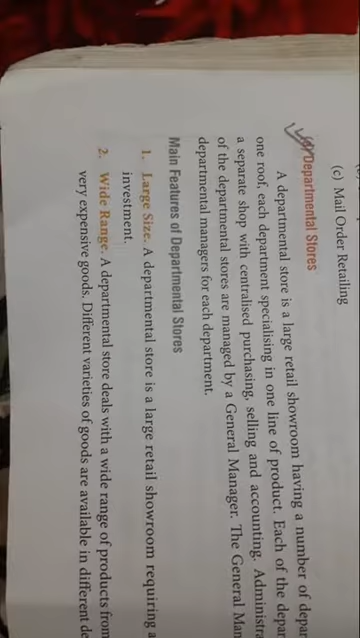 (c) Mail Order Retailing
Departmental Stores
A departmental store is a large retail showroom having a number of depar
one roof, each department specialising in one line of product. Each of the depar
a separate shop with centralised purchasing, selling and accounting. Administr
of the departmental stores are managed by a General Manager. The General Man
departmental managers for each department.
Main Features of Departmental Stores
1. Large Size. A departmental store is a large retail showroom requiring a
investment.
2. Wide Range. A departmental store deals with a wide range of products from
very expensive goods. Different varieties of goods are available in different de